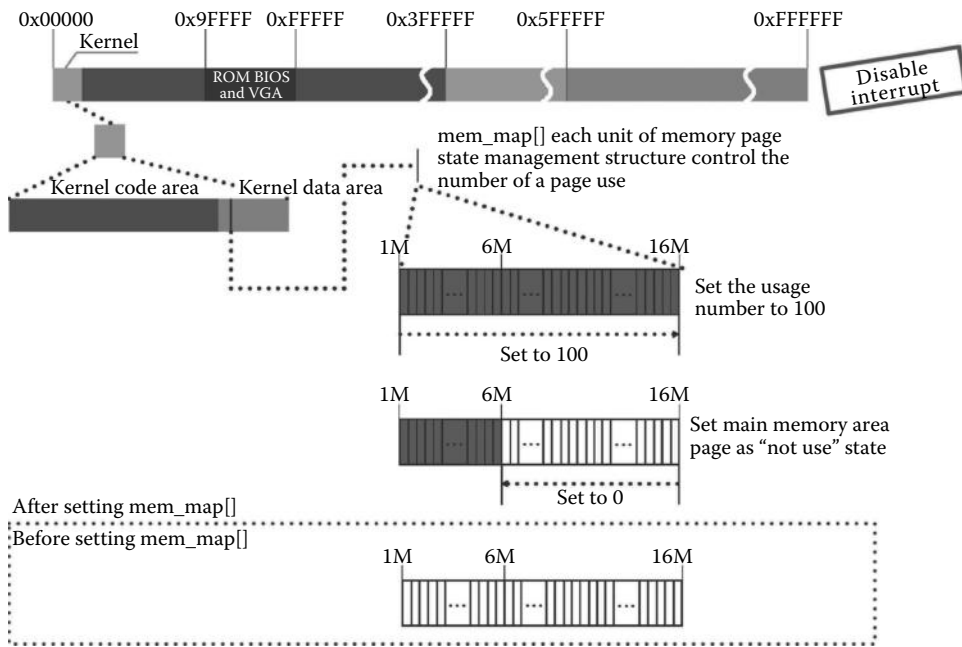 0x00000 0x9FFFF 0xFFFFF 0x3FFFFF 0x5FFFFF 0xFFFFFF
Kernel
ROM BIOS
and VGA
Disable
interrupt
mem_map[] each unit of memory page
state management structure control the
number of a page use
Kernel code area Kernel data area
1M 6M 16M
...
...
...
Set the usage
number to 100
Set to 100
1M 6M 16M
...
...
...
Set main memory area
page as “not use” state
Set to 0
After setting mem_map[]
Before setting mem_map[]
1M 6M 16M
...
...
...